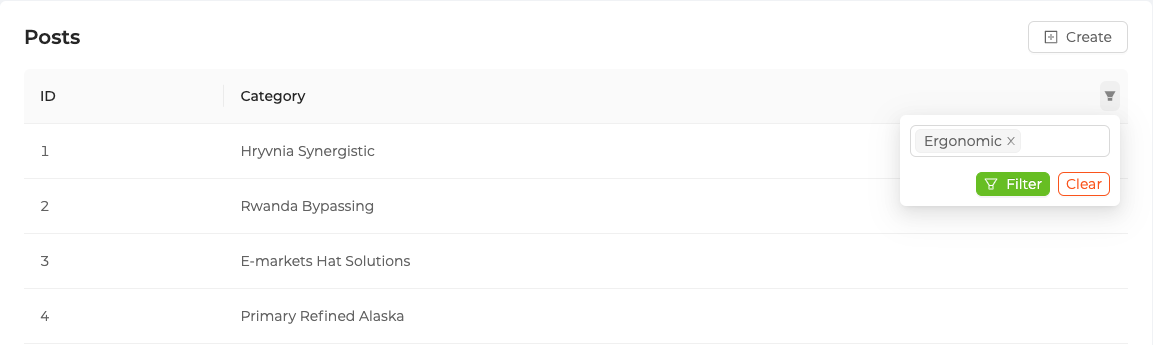 Posts
Create
ID Category
Ergonomic
Filter Clear
1 Hryvnia Synergistic
2 Rwanda Bypassing
3 E-markets Hat Solutions
4 Primary Refined Alaska